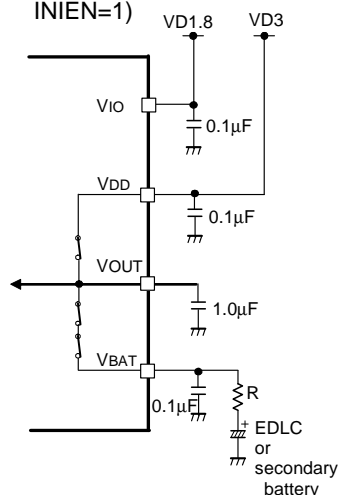 INIEN=1)
VD1.8 VD3
VIO
0.1µF
VDD
0.1µF
VOUT
1.0µF
VBAT
0.1µF
R
+
EDLC
or
secondary
battery